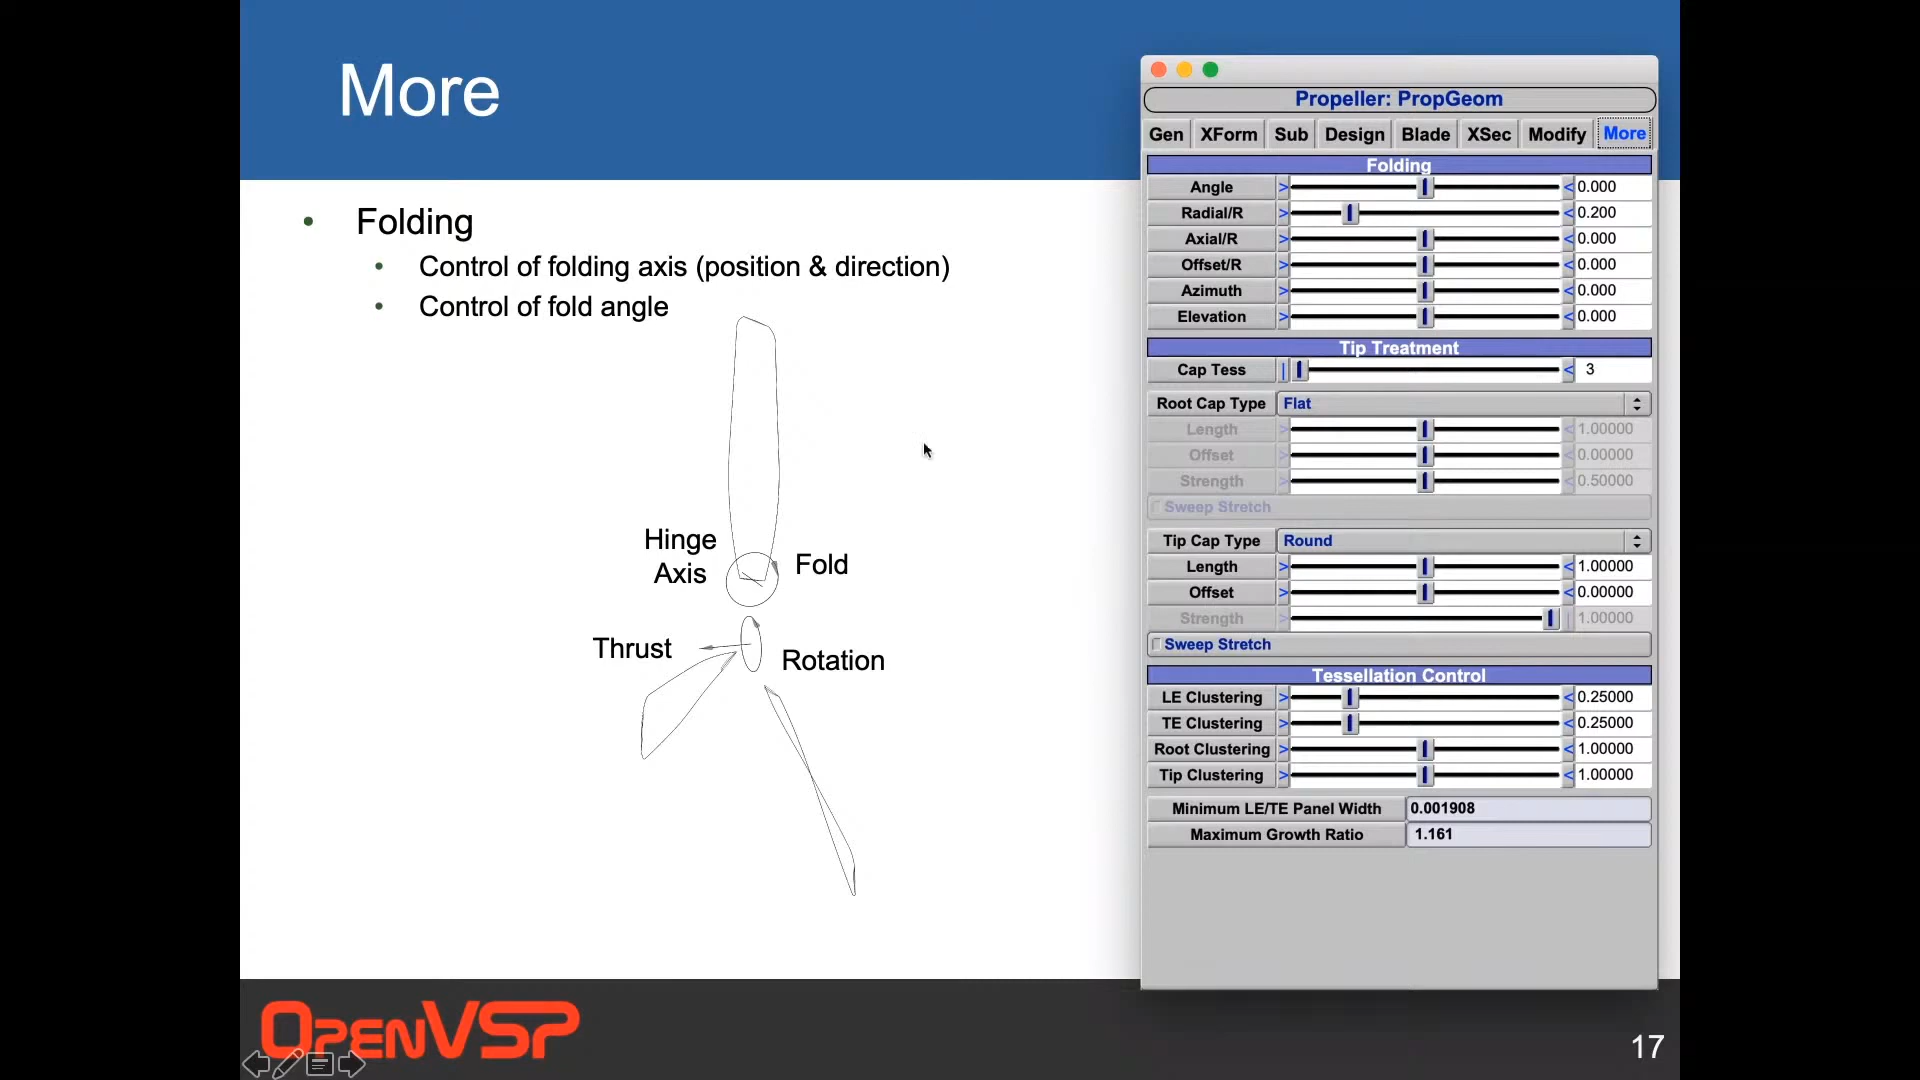 More
• Folding
• Control of folding axis (position & direction)
• Control of fold angle
Hinge
Axis
Fold
Thrust
Rotation
Propeller: PropGeom
Gen XForm Sub Design Blade XSec Modify More
Folding
Angle > < 0.000
Radial/R > < 0.200
Axial/R > < 0.000
Offset/R > < 0.000
Azimuth > < 0.000
Elevation > < 0.000
Tip Treatment
Cap Tess | < 3
Root Cap Type Flat
Length > < 1.00000
Offset > < 0.00000
Strength > < 0.50000
Sweep Stretch
Tip Cap Type Round
Length > < 1.00000
Offset > < 0.00000
Strength > | 1.00000
Sweep Stretch
Tessellation Control
LE Clustering > < 0.25000
TE Clustering > < 0.25000
Root Clustering > < 1.00000
Tip Clustering > < 1.00000
Minimum LE/TE Panel Width 0.001908
Maximum Growth Ratio 1.161
OpenVSP
17